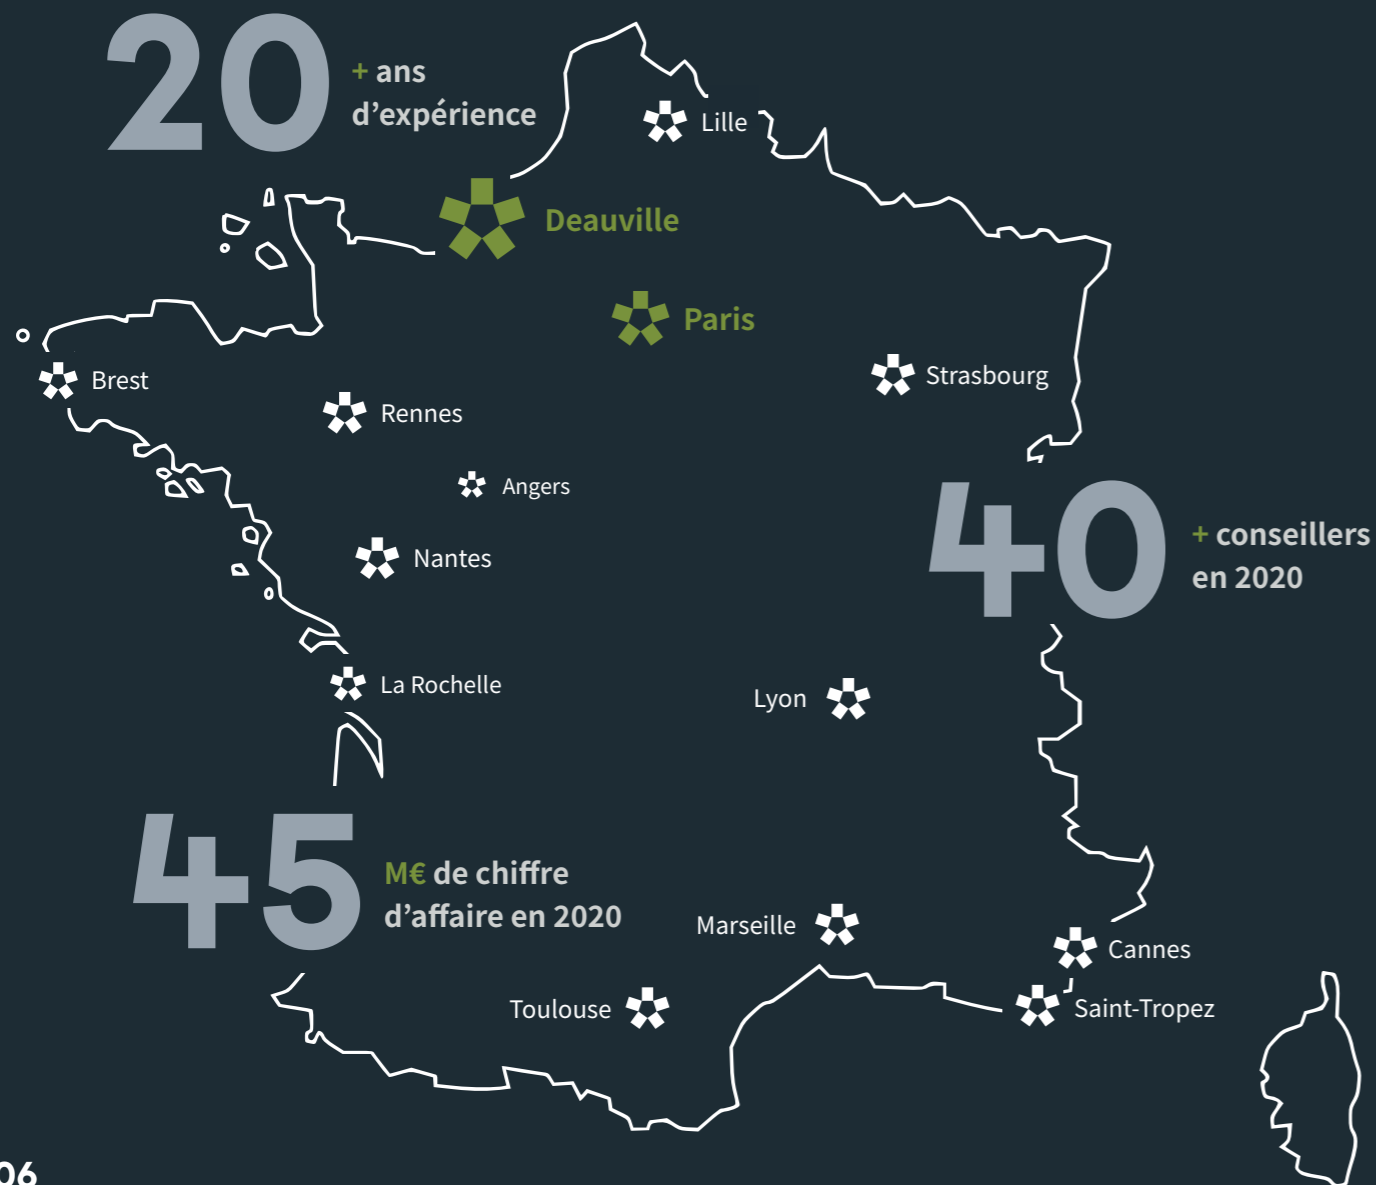 20
+ ans
d’expérience
Lille
Deauville
Paris
Brest
Strasbourg
Rennes
Angers
Nantes
40
+ conseillers
en 2020
La Rochelle
Lyon
45
M€ de chiffre
d’affaire en 2020
Marseille
Cannes
Toulouse
Saint-Tropez
06